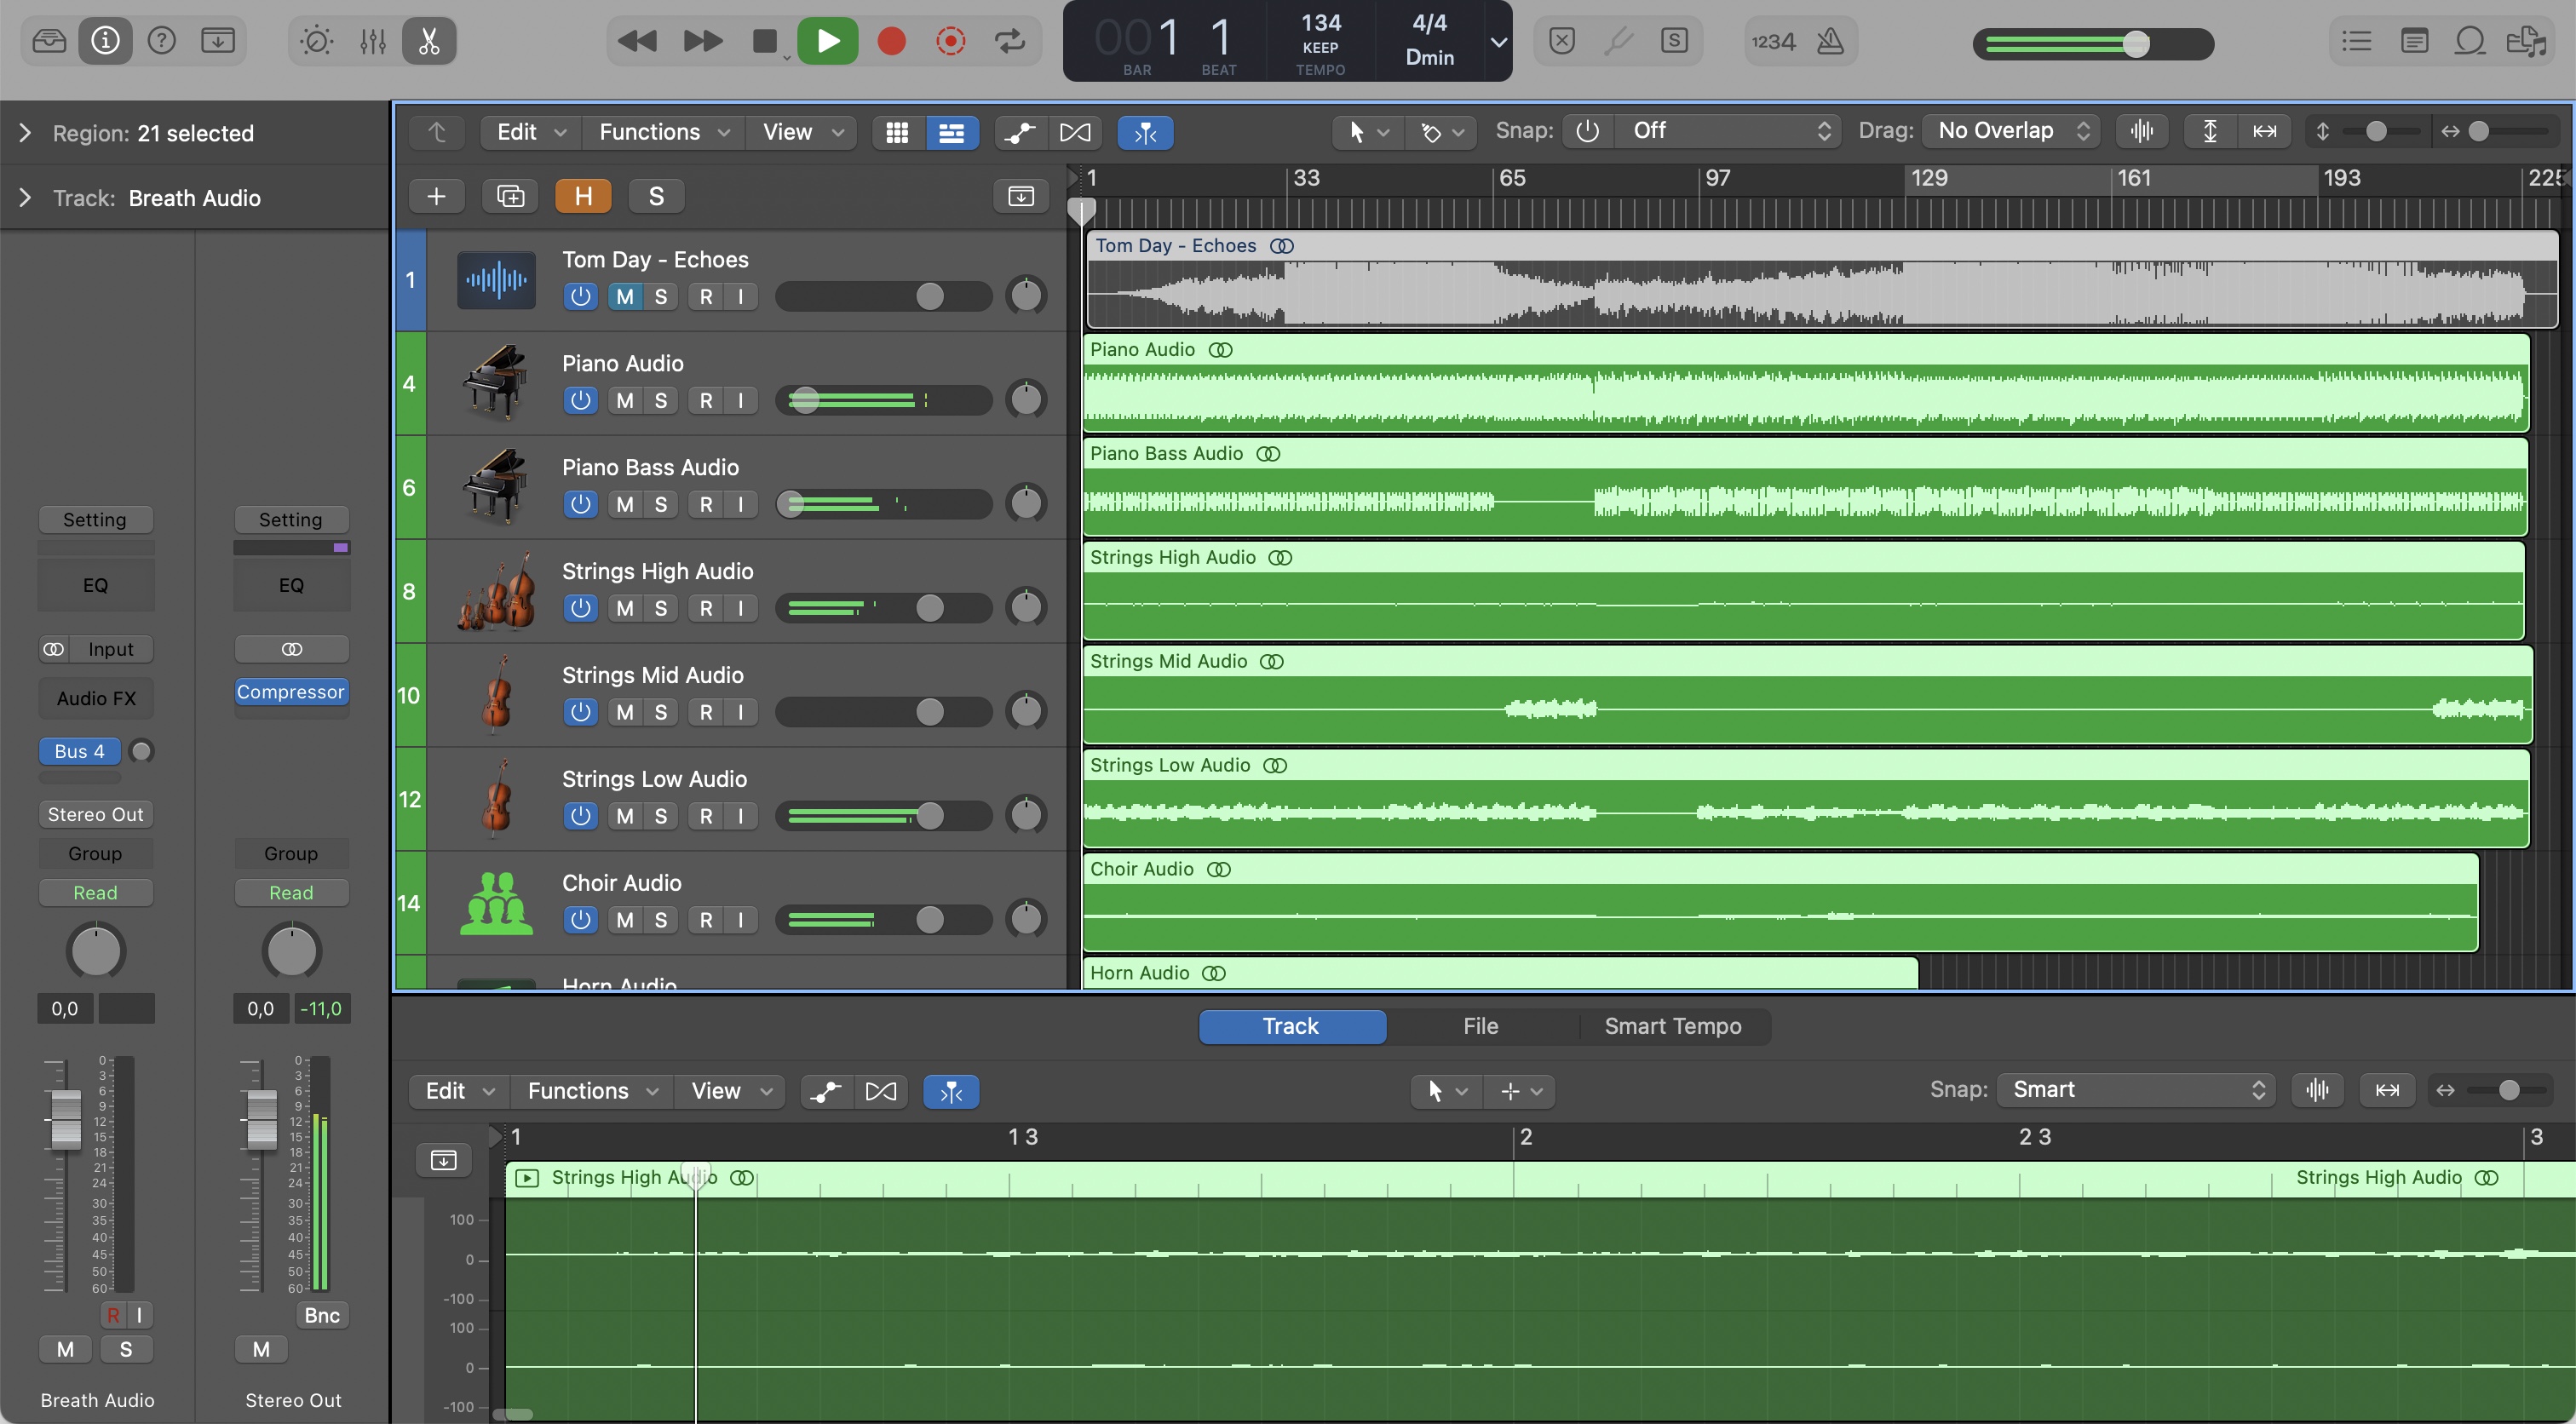 001 1
BAR BEAT
134
KEEP
TEMPO
4/4
Dmin
S
1234
Region: 21 selected
Edit Functions View
Snap: Off
Drag: No Overlap
Track: Breath Audio
H S
1 33 65 97 129 161 193 225
1
Tom Day - Echoes
M S R I
Tom Day - Echoes
4
Piano Audio
M S R I
Piano Audio
6
Piano Bass Audio
M S R I
Piano Bass Audio
8
Strings High Audio
M S R I
Strings High Audio
10
Strings Mid Audio
M S R I
Strings Mid Audio
12
Strings Low Audio
M S R I
Strings Low Audio
14
Choir Audio
M S R I
Choir Audio
Horn Audio
Horn Audio
Setting
EQ
Input
Audio FX
Bus 4
Stereo Out
Group
Read
0,0
0
3
6
9
12
15
18
21
24
30
35
40
45
50
60
R I
M S
Breath Audio
Setting
EQ
Compressor
Group
Read
0,0 -11,0
0
3
6
9
12
15
18
21
24
30
35
40
45
50
60
Bnc
M
Stereo Out
Track File Smart Tempo
Edit Functions View
Snap: Smart
1 1 3 2 2 3 3
Strings High Audio Strings High Audio
100
0
-100
100
0
-100